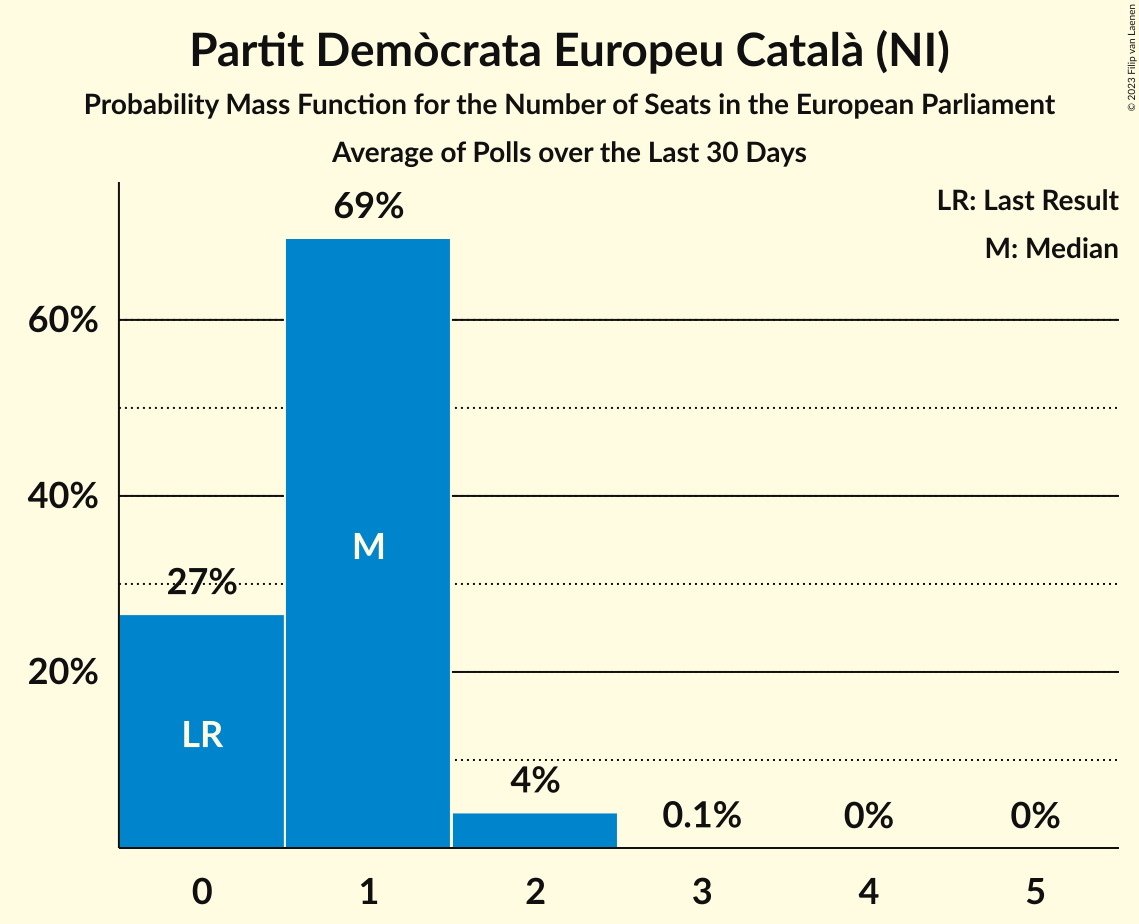 Partit Demòcrata Europeu Català (NI)
Probability Mass Function for the Number of Seats in the European Parliament
Average of Polls over the Last 30 Days
© 2023 Filip van Laenen
LR: Last Result
M: Median
69%
60%
40%
M
27%
20%
LR
4%
0.1%
0%
0%
0 1 2 3 4 5